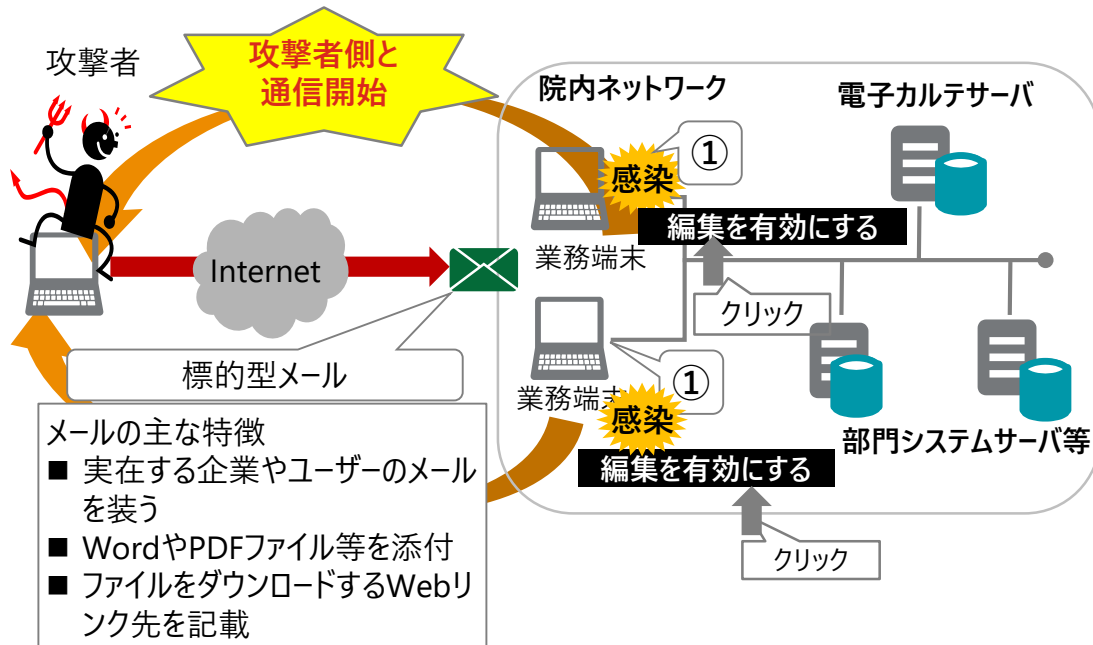 攻撃者
攻撃者側と
通信開始
院内ネットワーク
電子カルテサーバ
①
感染
編集を有効にする
業務端末
クリック
Internet
標的型メール
①
業務端末
感染
編集を有効にする
クリック
部門システムサーバ等
メールの主な特徴
■ 実在する企業やユーザーのメール
を装う
■ WordやPDFファイル等を添付
■ ファイルをダウンロードするWebリ
ンク先を記載